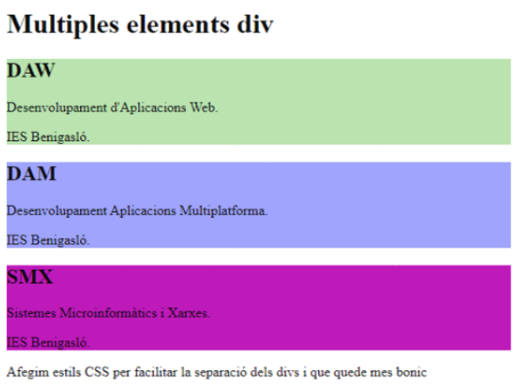 Multiples elements div
DAW
Desenvolupament d'Aplicacions Web.
IES Benigasló.
DAM
Desenvolupament Aplicacions Multiplatforma.
IES Benigasló.
SMX
Sistemes Microinformàtics i Xarxes.
IES Benigasló.
Afegim estils CSS per facilitar la separació dels divs i que quede mes bonic